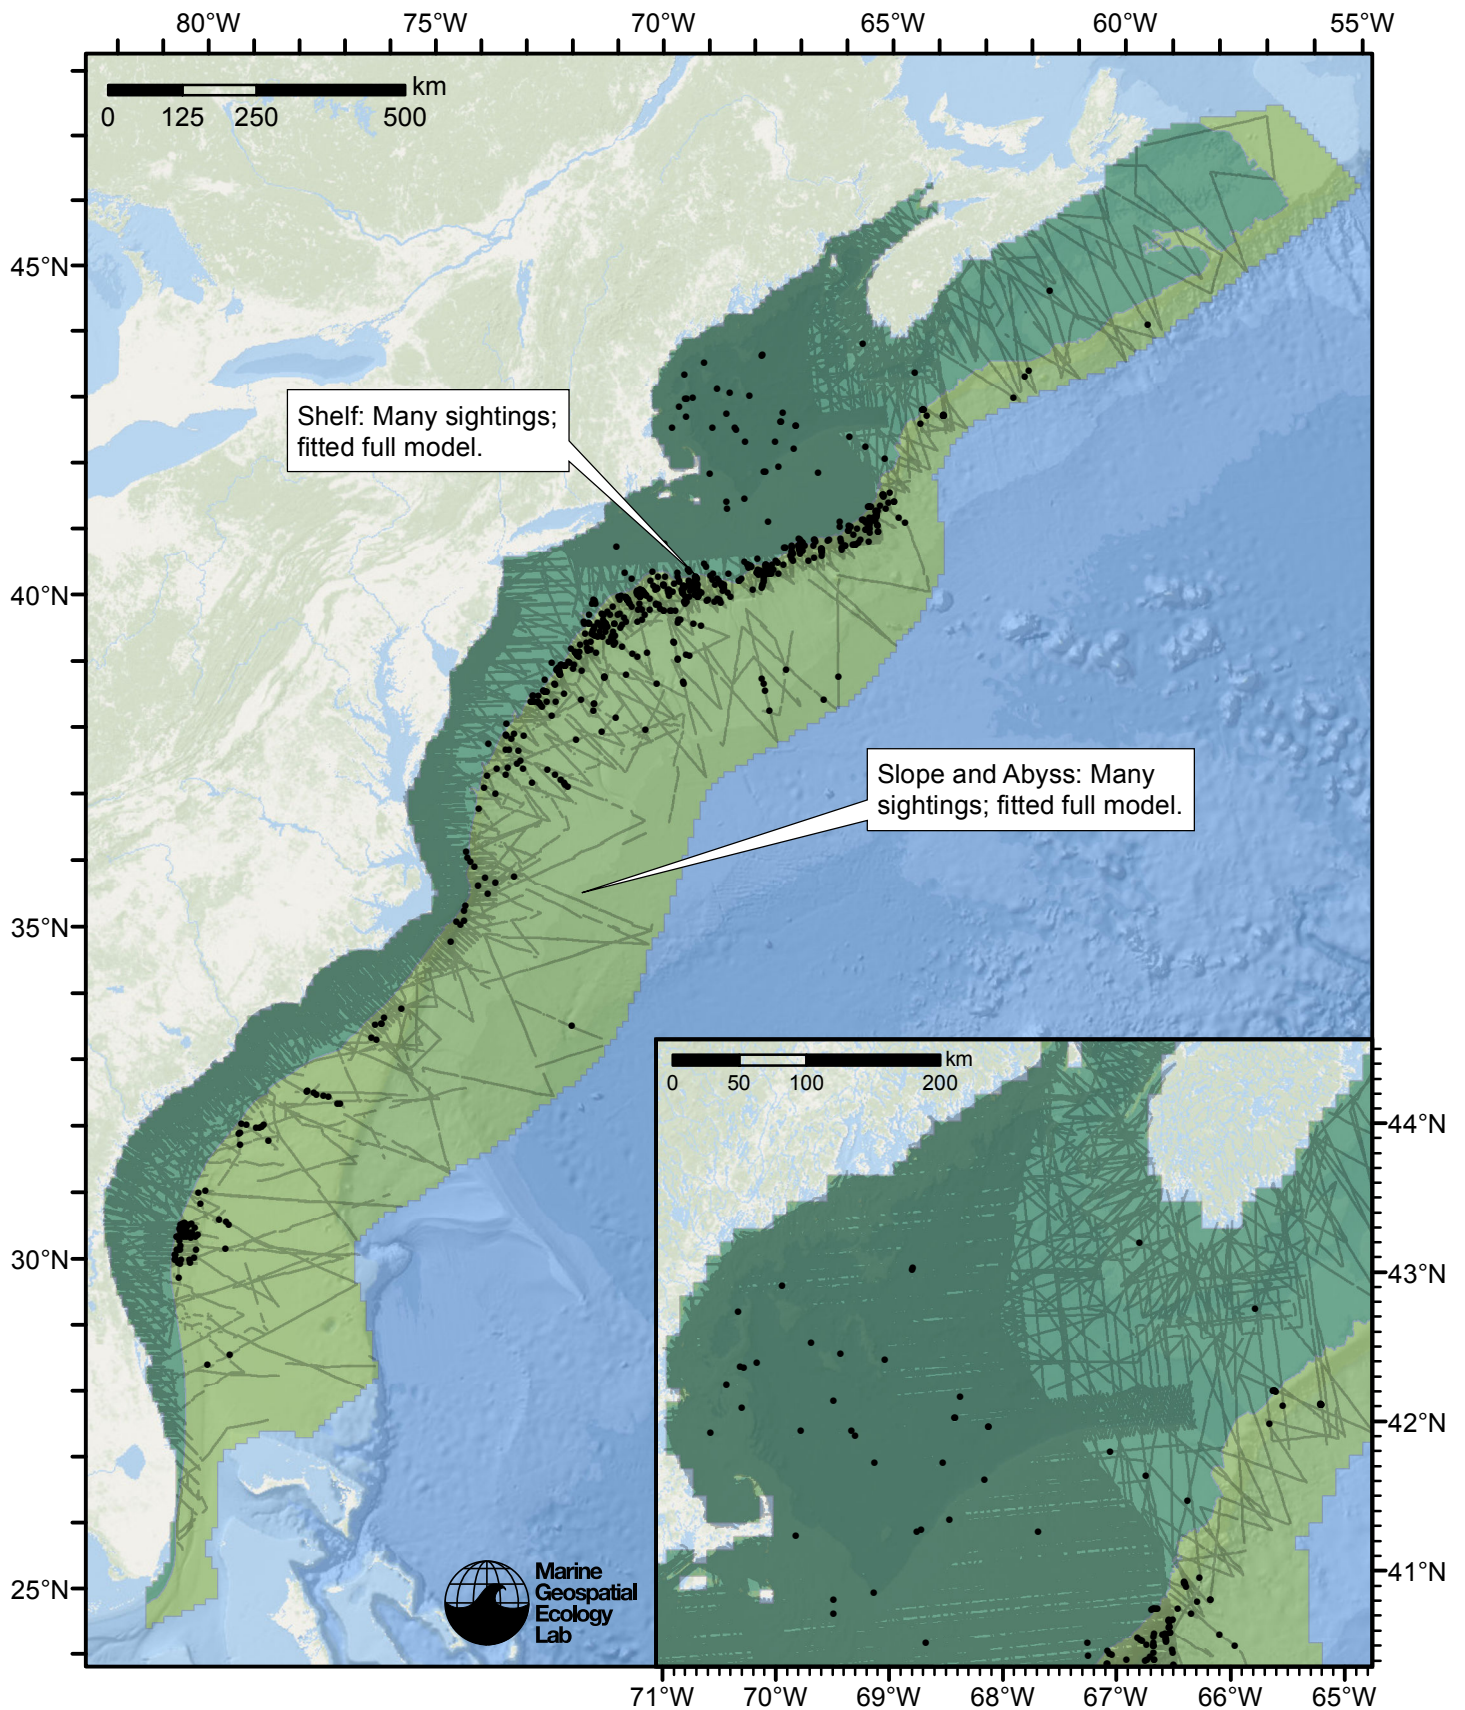 80°W 75°W 70°W 65°W 60°W 55°W
km
0 125 250 500
45°N
Shelf: Many sightings;
fitted full model.
40°N
Slope and Abyss: Many
sightings; fitted full model.
35°N
km
0 50 100 200
44°N
30°N
43°N
42°N
Marine
Geospatial
Ecology
Lab
25°N
41°N
71°W 70°W 69°W 68°W 67°W 66°W 65°W